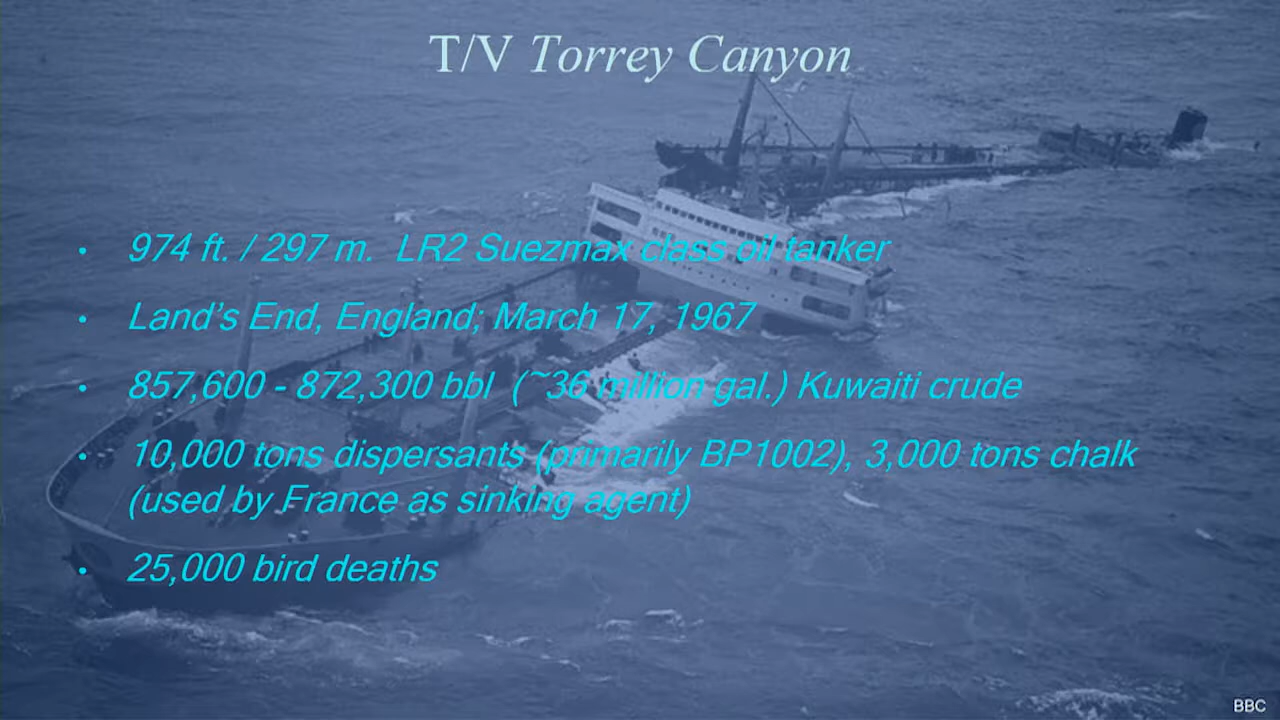 T/V Torrey Canyon
• 974 ft. / 297 m. LR2 Suezmax class oil tanker
• Land's End, England; March 17, 1967
• 857,600 - 872,300 bbl (~36 million gal.) Kuwaiti crude
• 10,000 tons dispersants (primarily BP1002), 3,000 tons chalk
(used by France as sinking agent)
• 25,000 bird deaths
BBC